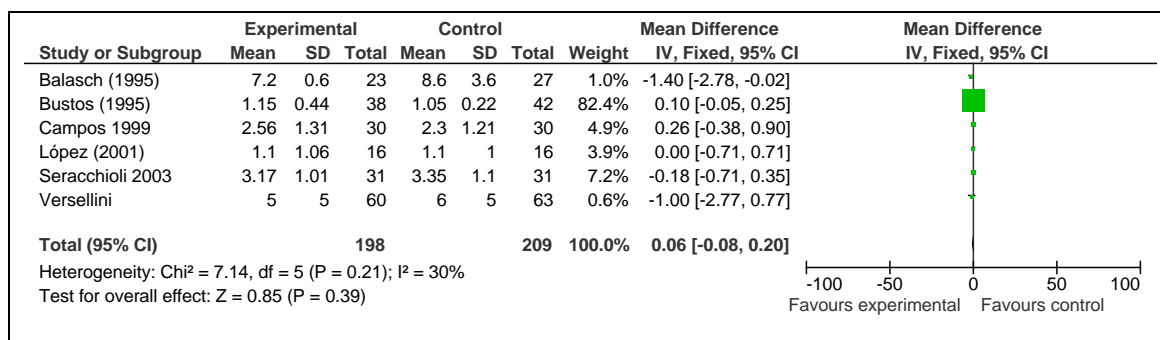 Experimental Control Mean Difference Mean Difference
Study or Subgroup Mean SD Total Mean SD Total Weight IV, Fixed, 95% CI IV, Fixed, 95% CI
Balasch (1995) 7.2 0.6 23 8.6 3.6 27 1.0% -1.40 [-2.78, -0.02]
Bustos (1995) 1.15 0.44 38 1.05 0.22 42 82.4% 0.10 [-0.05, 0.25]
Campos 1999 2.56 1.31 30 2.3 1.21 30 4.9% 0.26 [-0.38, 0.90]
López (2001) 1.1 1.06 16 1.1 1 16 3.9% 0.00 [-0.71, 0.71]
Seracchioli 2003 3.17 1.01 31 3.35 1.1 31 7.2% -0.18 [-0.71, 0.35]
Versellini 5 5 60 6 5 63 0.6% -1.00 [-2.77, 0.77]
Total (95% CI) 198 209 100.0% 0.06 [-0.08, 0.20]
Heterogeneity: Chi² = 7.14, df = 5 (P = 0.21); I² = 30%
Test for overall effect: Z = 0.85 (P = 0.39)
-100 -50 0 50 100
Favours experimental Favours control